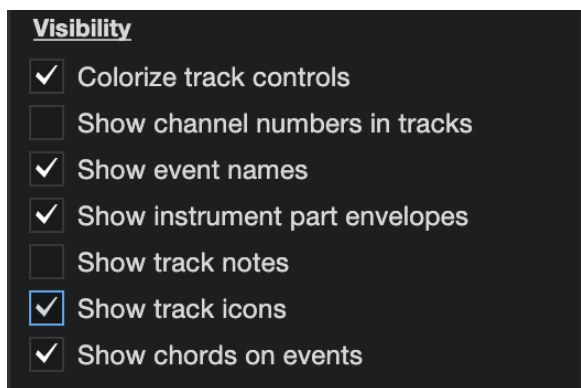 Visibility
Colorize track controls
Show channel numbers in tracks
Show event names
Show instrument part envelopes
Show track notes
Show track icons
Show chords on events